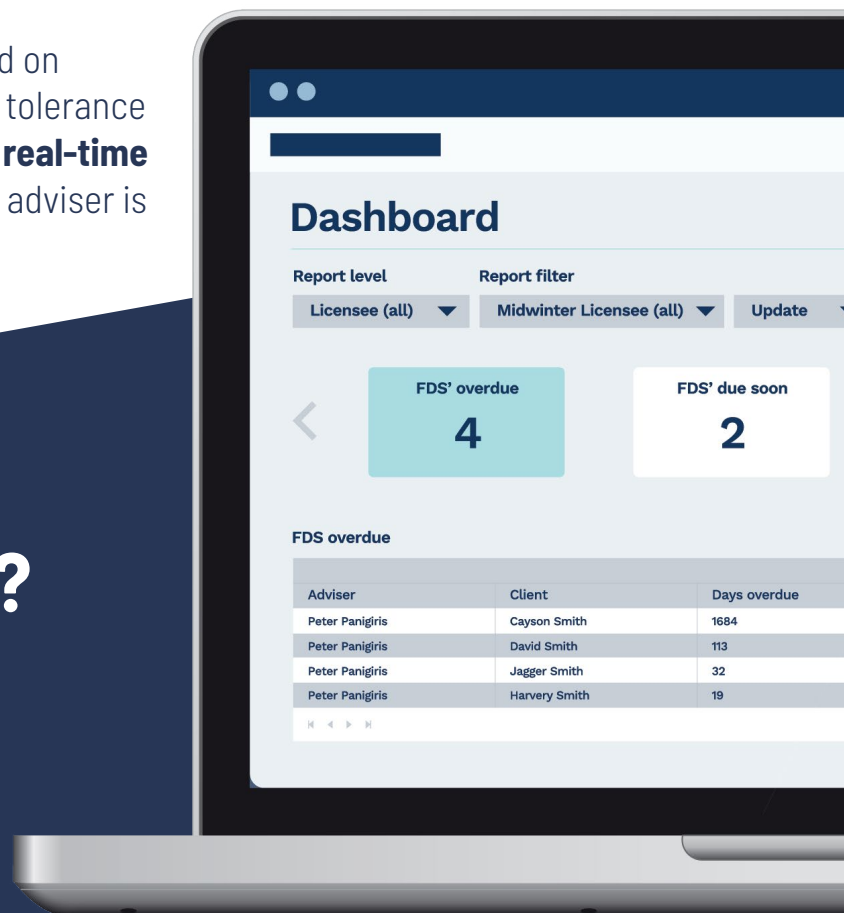 d on
tolerance
real-time
adviser is
?
Dashboard
Report level Report filter
Licensee (all) Midwinter Licensee (all) Update
FDS’ overdue FDS’ due soon
4 2
FDS overdue
Adviser Client Days overdue
Peter Panigiris Cayson Smith 1684
Peter Panigiris David Smith 113
Peter Panigiris Jagger Smith 32
Peter Panigiris Harvery Smith 19